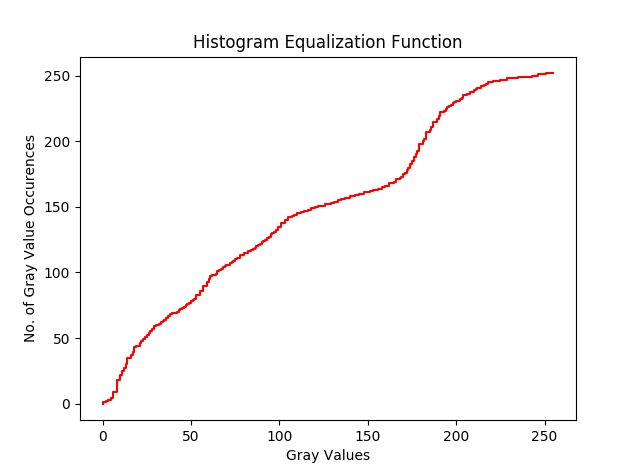 Histogram Equalization Function
250
200
150
100
50
0
No. of Gray Value Occurences
0 50 100 150 200 250
Gray Values